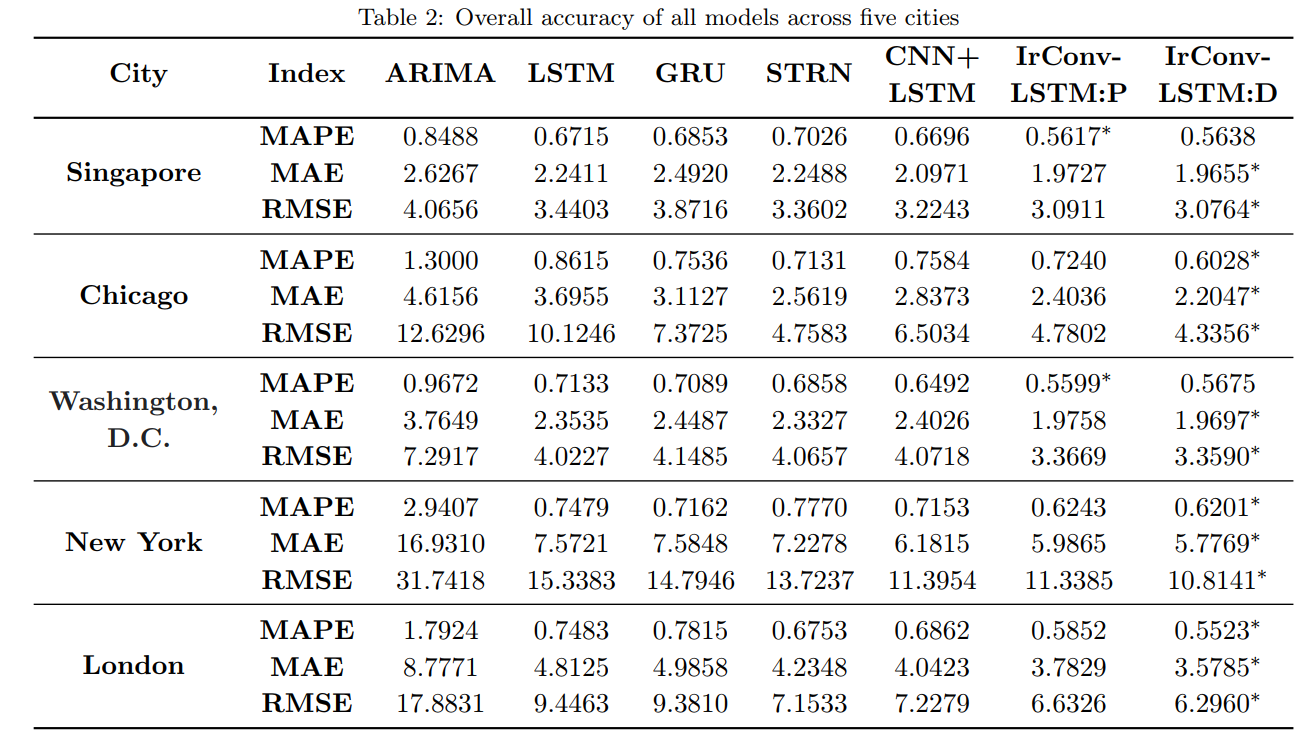 Table 2: Overall accuracy of all models across five cities
City Index ARIMA LSTM GRU STRN CNN+ LSTM IrConv-LSTM:P IrConv-LSTM:D
Singapore
MAPE 0.8488 0.6715 0.6853 0.7026 0.6696 0.5617* 0.5638
MAE 2.6267 2.2411 2.4920 2.2488 2.0971 1.9727 1.9655*
RMSE 4.0656 3.4403 3.8716 3.3602 3.2243 3.0911 3.0764*
Chicago
MAPE 1.3000 0.8615 0.7536 0.7131 0.7584 0.7240 0.6028*
MAE 4.6156 3.6955 3.1127 2.5619 2.8373 2.4036 2.2047*
RMSE 12.6296 10.1246 7.3725 4.7583 6.5034 4.7802 4.3356*
Washington,
D.C.
MAPE 0.9672 0.7133 0.7089 0.6858 0.6492 0.5599* 0.5675
MAE 3.7649 2.3535 2.4487 2.3327 2.4026 1.9758 1.9697*
RMSE 7.2917 4.0227 4.1485 4.0657 4.0718 3.3669 3.3590*
New York
MAPE 2.9407 0.7479 0.7162 0.7770 0.7153 0.6243 0.6201*
MAE 16.9310 7.5721 7.5848 7.2278 6.1815 5.9865 5.7769*
RMSE 31.7418 15.3383 14.7946 13.7237 11.3954 11.3385 10.8141*
London
MAPE 1.7924 0.7483 0.7815 0.6753 0.6862 0.5852 0.5523*
MAE 8.7771 4.8125 4.9858 4.2348 4.0423 3.7829 3.5785*
RMSE 17.8831 9.4463 9.3810 7.1533 7.2279 6.6326 6.2960*